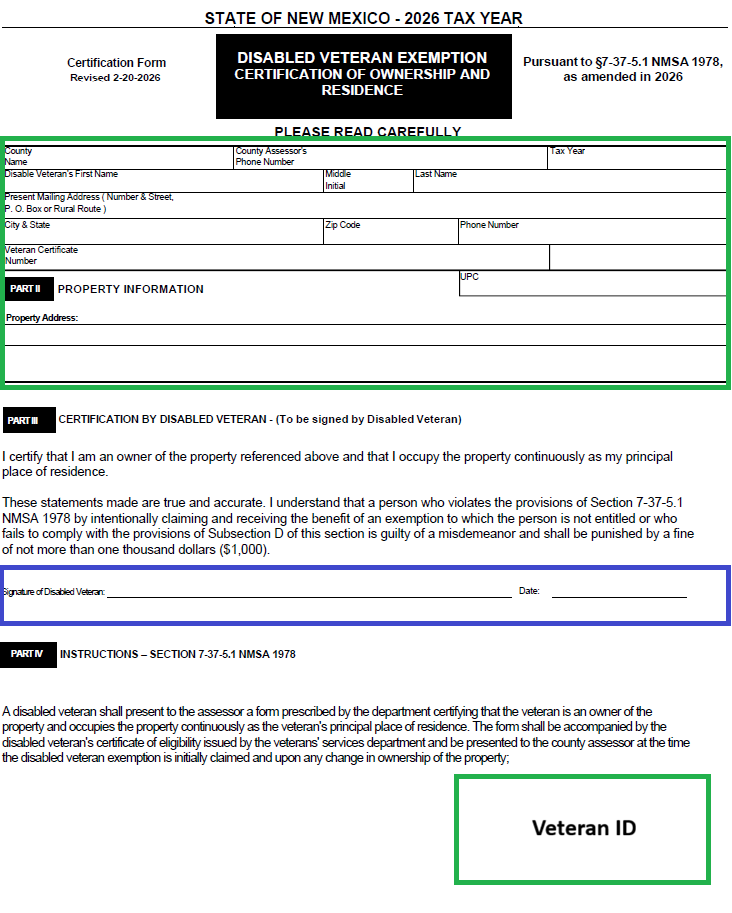 STATE OF NEW MEXICO - 2026 TAX YEAR
Certification Form
Revised 2-20-2026
DISABLED VETERAN EXEMPTION
CERTIFICATION OF OWNERSHIP AND
RESIDENCE
Pursuant to §7-37-5.1 NMSA 1978,
as amended in 2026
PLEASE READ CAREFULLY
County
Name
County Assessor's
Phone Number
Tax Year
Disable Veteran's First Name
Middle
Initial
Last Name
Present Mailing Address ( Number & Street,
P. O. Box or Rural Route )
City & State
Zip Code
Phone Number
Veteran Certificate
Number
PART II
PROPERTY INFORMATION
UPC
Property Address:
PART III
CERTIFICATION BY DISABLED VETERAN - (To be signed by Disabled Veteran)
I certify that I am an owner of the property referenced above and that I occupy the property continuously as my principal
place of residence.
These statements made are true and accurate. I understand that a person who violates the provisions of Section 7-37-5.1
NMSA 1978 by intentionally claiming and receiving the benefit of an exemption to which the person is not entitled or who
fails to comply with the provisions of Subsection D of this section is guilty of a misdemeanor and shall be punished by a fine
of not more than one thousand dollars ($1,000).
Signature of Disabled Veteran:
Date:
PART IV
INSTRUCTIONS – SECTION 7-37-5.1 NMSA 1978
A disabled veteran shall present to the assessor a form prescribed by the department certifying that the veteran is an owner of the
property and occupies the property continuously as the veteran's principal place of residence. The form shall be accompanied by the
disabled veteran's certificate of eligibility issued by the veterans' services department and be presented to the county assessor at the time
the disabled veteran exemption is initially claimed and upon any change in ownership of the property;
Veteran ID